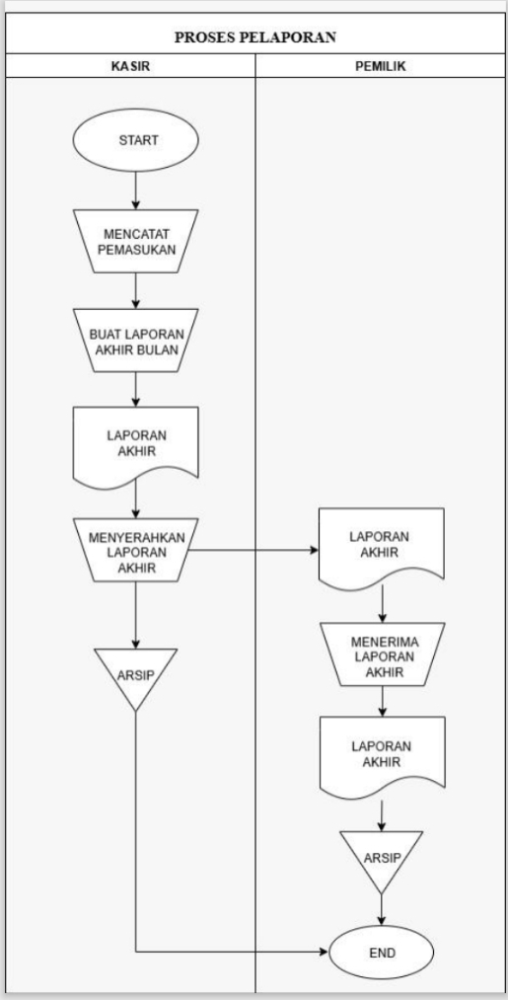 PROSES PELAPORAN
KASIR
PEMILIK
START
MENCATAT
PEMASUKAN
BUAT LAPORAN
AKHIR BULAN
LAPORAN
AKHIR
MENYERAHKAN
LAPORAN
AKHIR
ARSIP
LAPORAN
AKHIR
MENERIMA
LAPORAN
AKHIR
LAPORAN
AKHIR
ARSIP
END